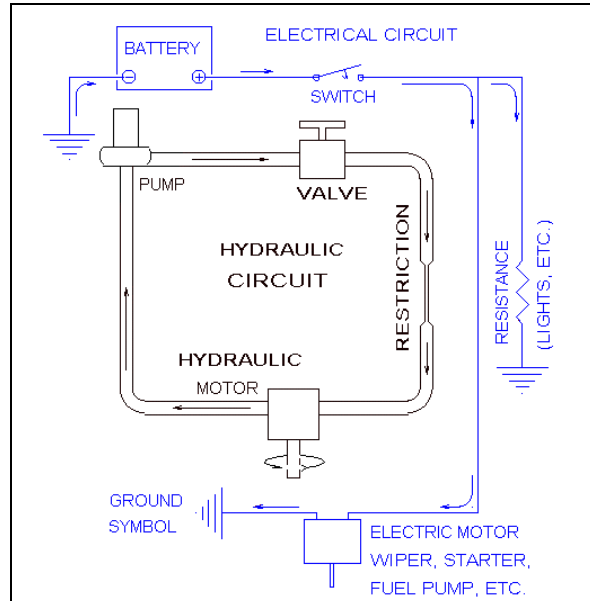 ELECTRICAL CIRCUIT
BATTERY
SWITCH
PUMP
VALVE
HYDRAULIC
CIRCUIT
RESTRICTION
RESISTANCE
(LIGHTS, ETC.)
HYDRAULIC
MOTOR
GROUND
SYMBOL
ELECTRIC MOTOR
WIPER, STARTER,
FUEL PUMP, ETC.